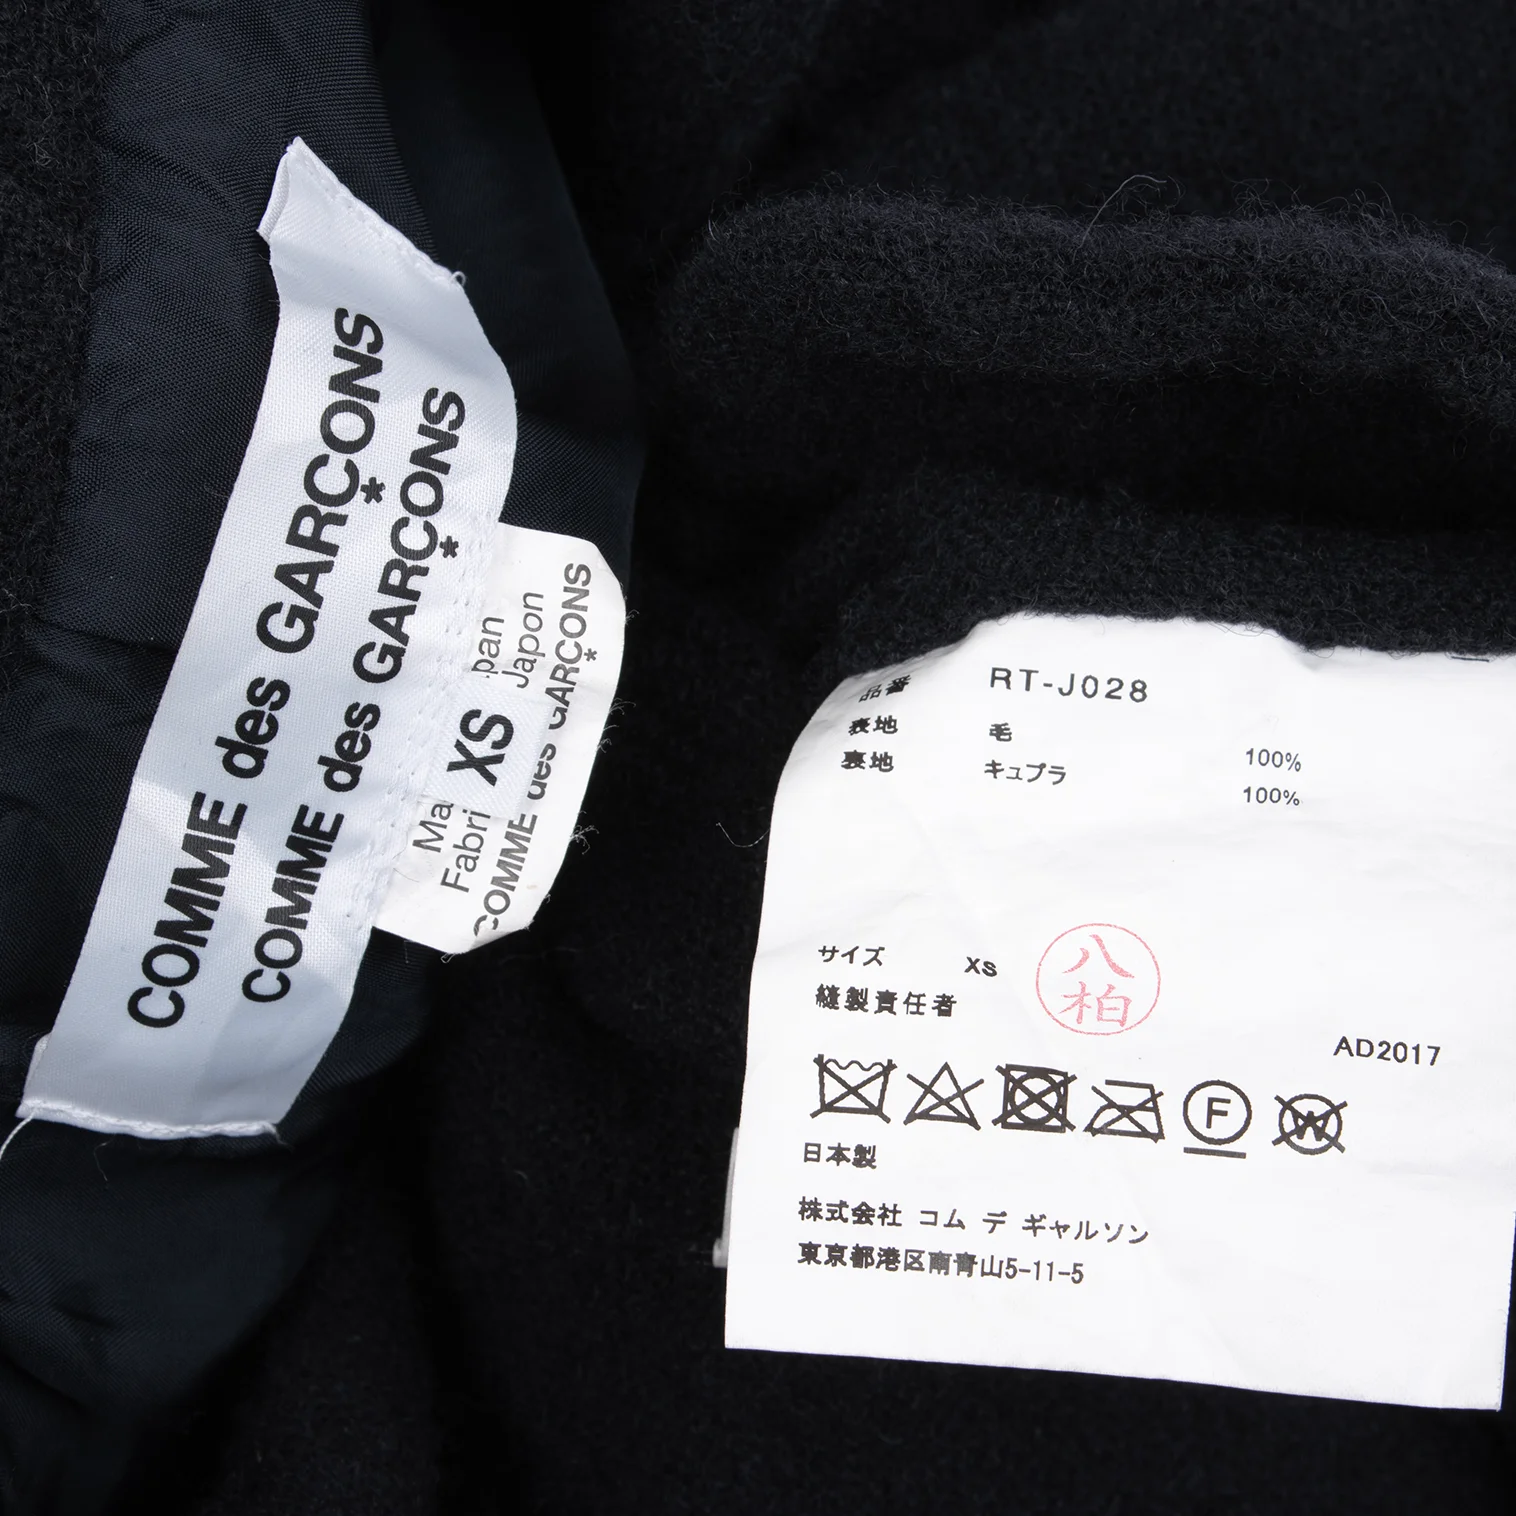 COMME des GARÇONS
COMME des GARÇONS
XS
Ma pan
Fabri Japon
COMME des GARÇONS
品番 RT-J028
表地 毛 100%
裏地 キュプラ 100%
サイズ XS
縫製責任者 八柏
AD2017
F
W
日本製
株式会社 コム デ ギャルソン
東京都港区南青山5-11-5